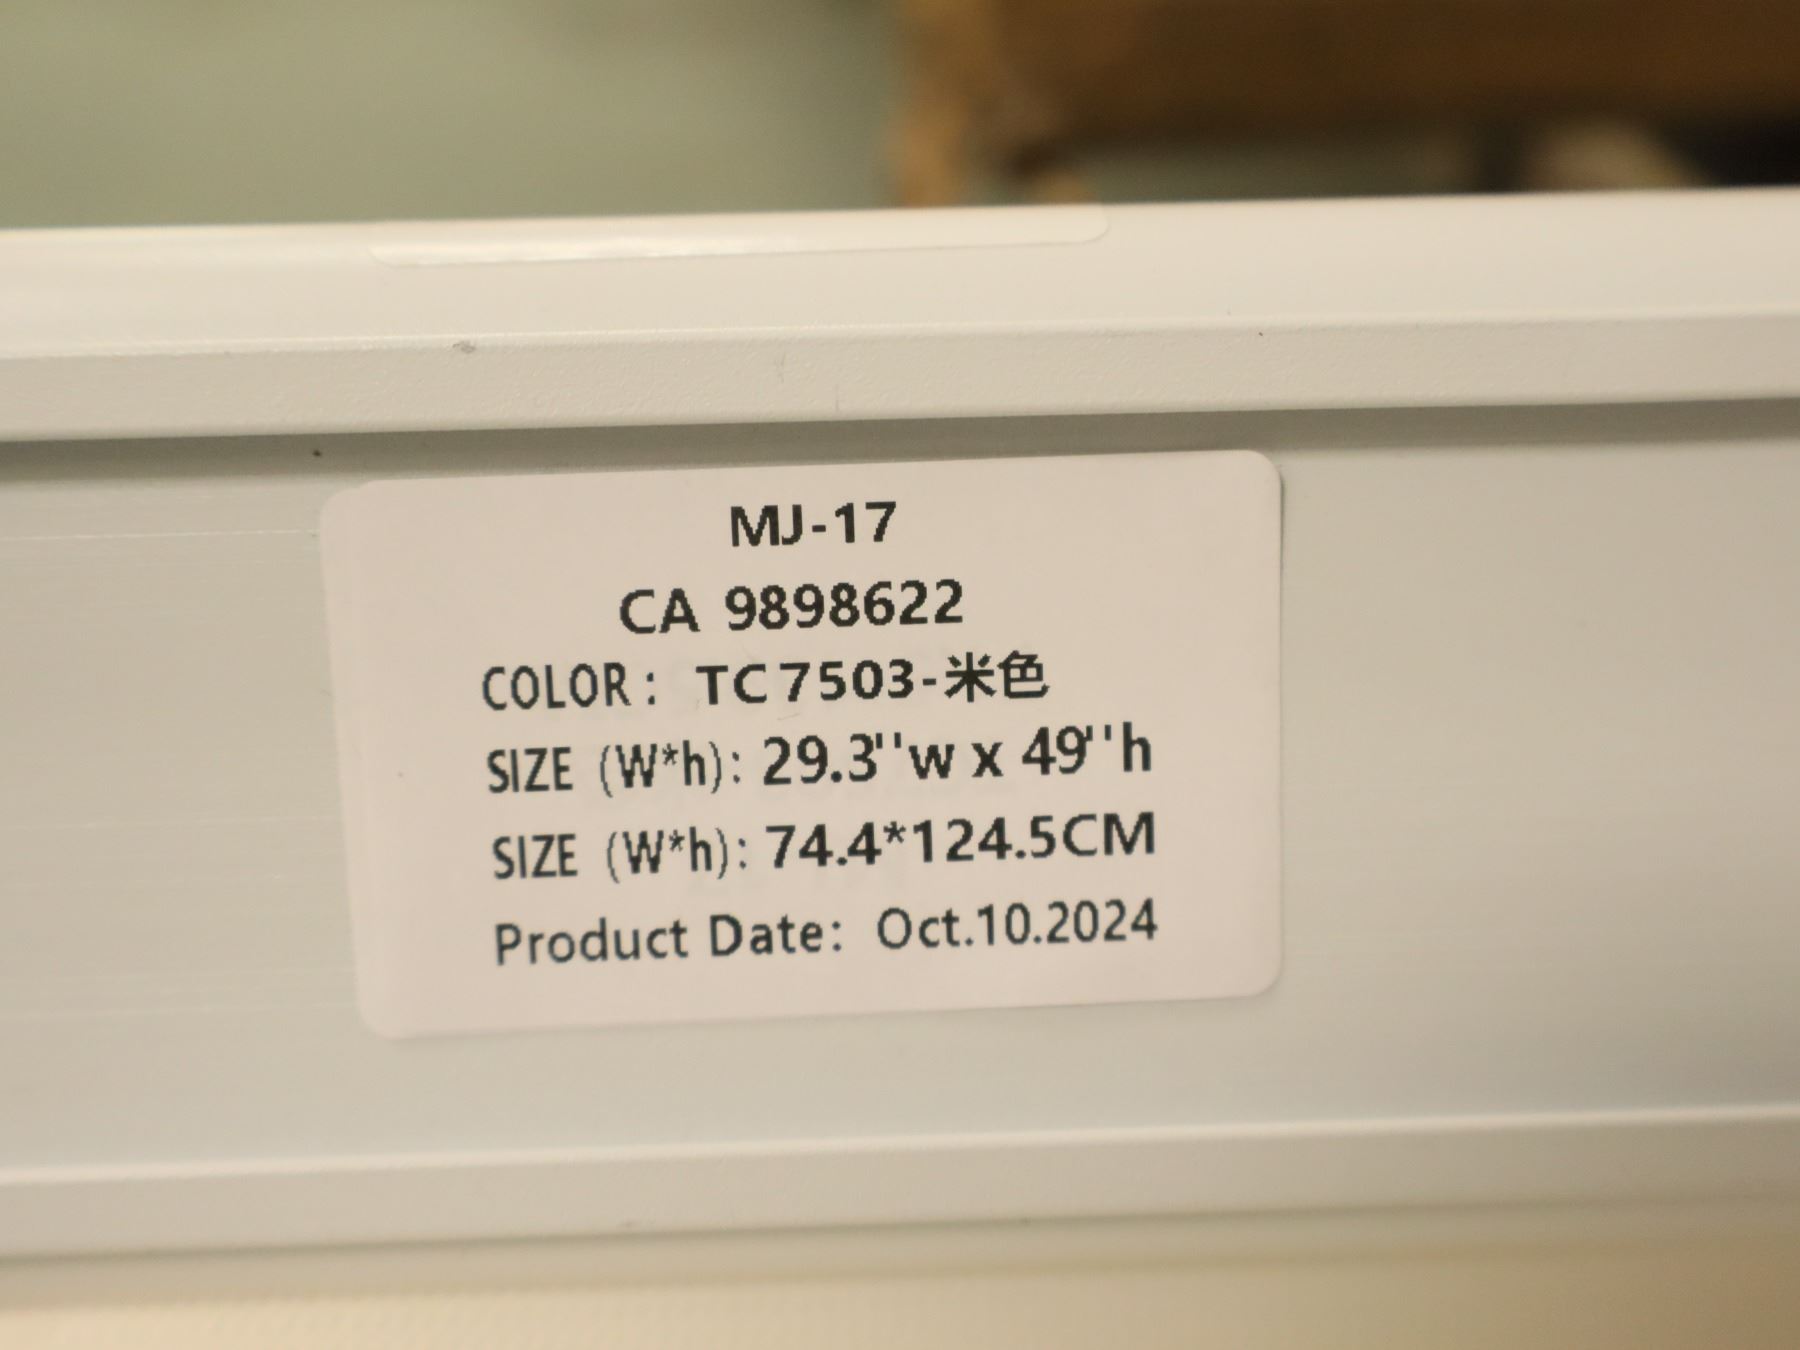 MJ-17
CA 9898622
COLOR: TC7503-米色
SIZE (W*h): 29.3''w x 49''h
SIZE (W*h): 74.4*124.5CM
Product Date: Oct.10.2024